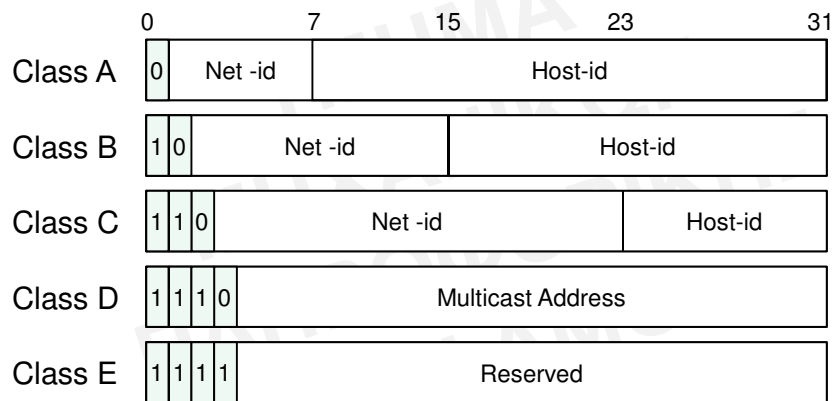 0 7 15 23 31
Class A 0 Net -id Host-id
Class B 1 0 Net -id Host-id
Class C 1 1 0 Net -id Host-id
Class D 1 1 1 0 Multicast Address
Class E 1 1 1 1 Reserved